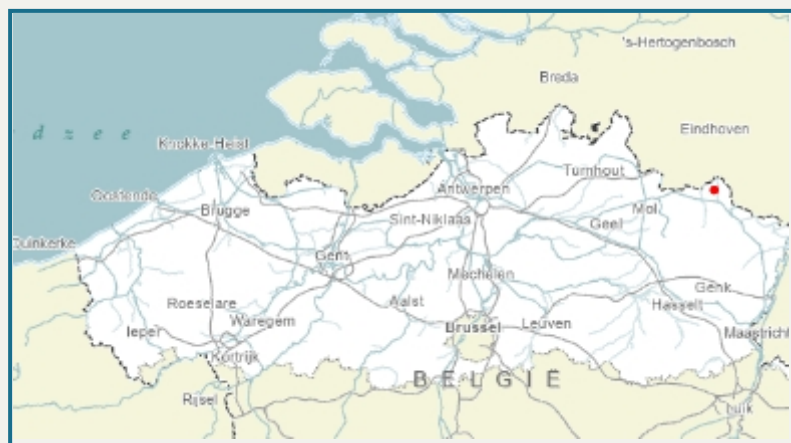 's-Hertogenbosch
Breda
Eindhoven
d z e e
Knokke-Heist
Turnhout
Antwerpen
Oostende
Brugge
Sint-Niklaas
Mol
Geel
Duinkerke
Gent
Mechelen
Genk
Roeselare
Aalst
Hasselt
Ieper
Waregem
Brussel
Leuven
Maastricht
Kortrijk
BELGIË
Rijsel
Luik